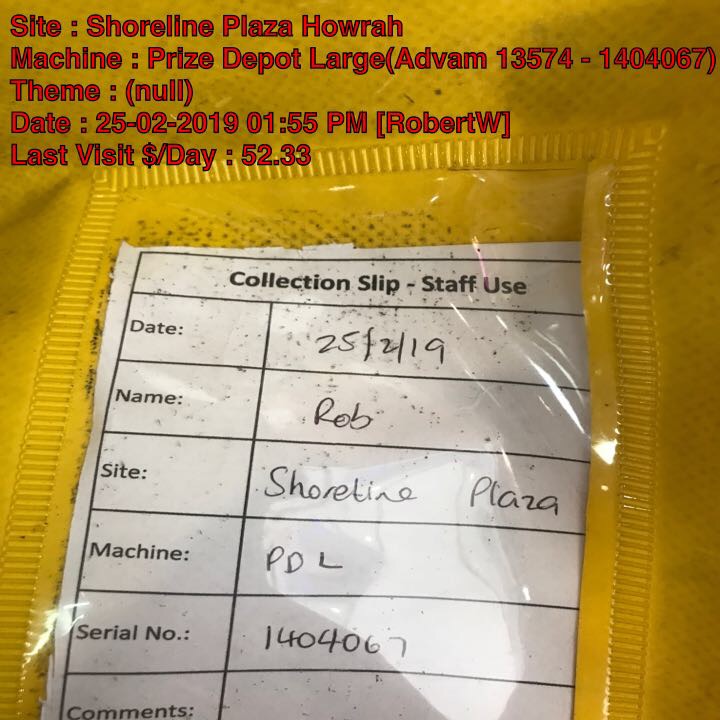 Site : Shoreline Plaza Howrah
Machine : Prize Depot Large(Advam 13574 - 1404067)
Theme : (null)
Date : 25-02-2019 01:55 PM [RobertW]
Last Visit $/Day : 52.33
Collection Slip - Staff Use
Date: 25/2/19
Name: Rob
Site: Shoreline Plaza
Machine: PDL
Serial No.: 1404067
Comments: